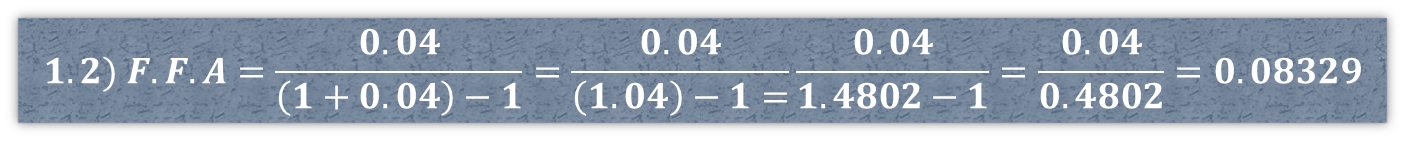 1.2) F.F.A = 0.04 / (1 + 0.04) − 1 = 0.04 / (1.04) − 1 = 0.04 / 1.4802 − 1 = 0.04 / 0.4802 = 0.08329